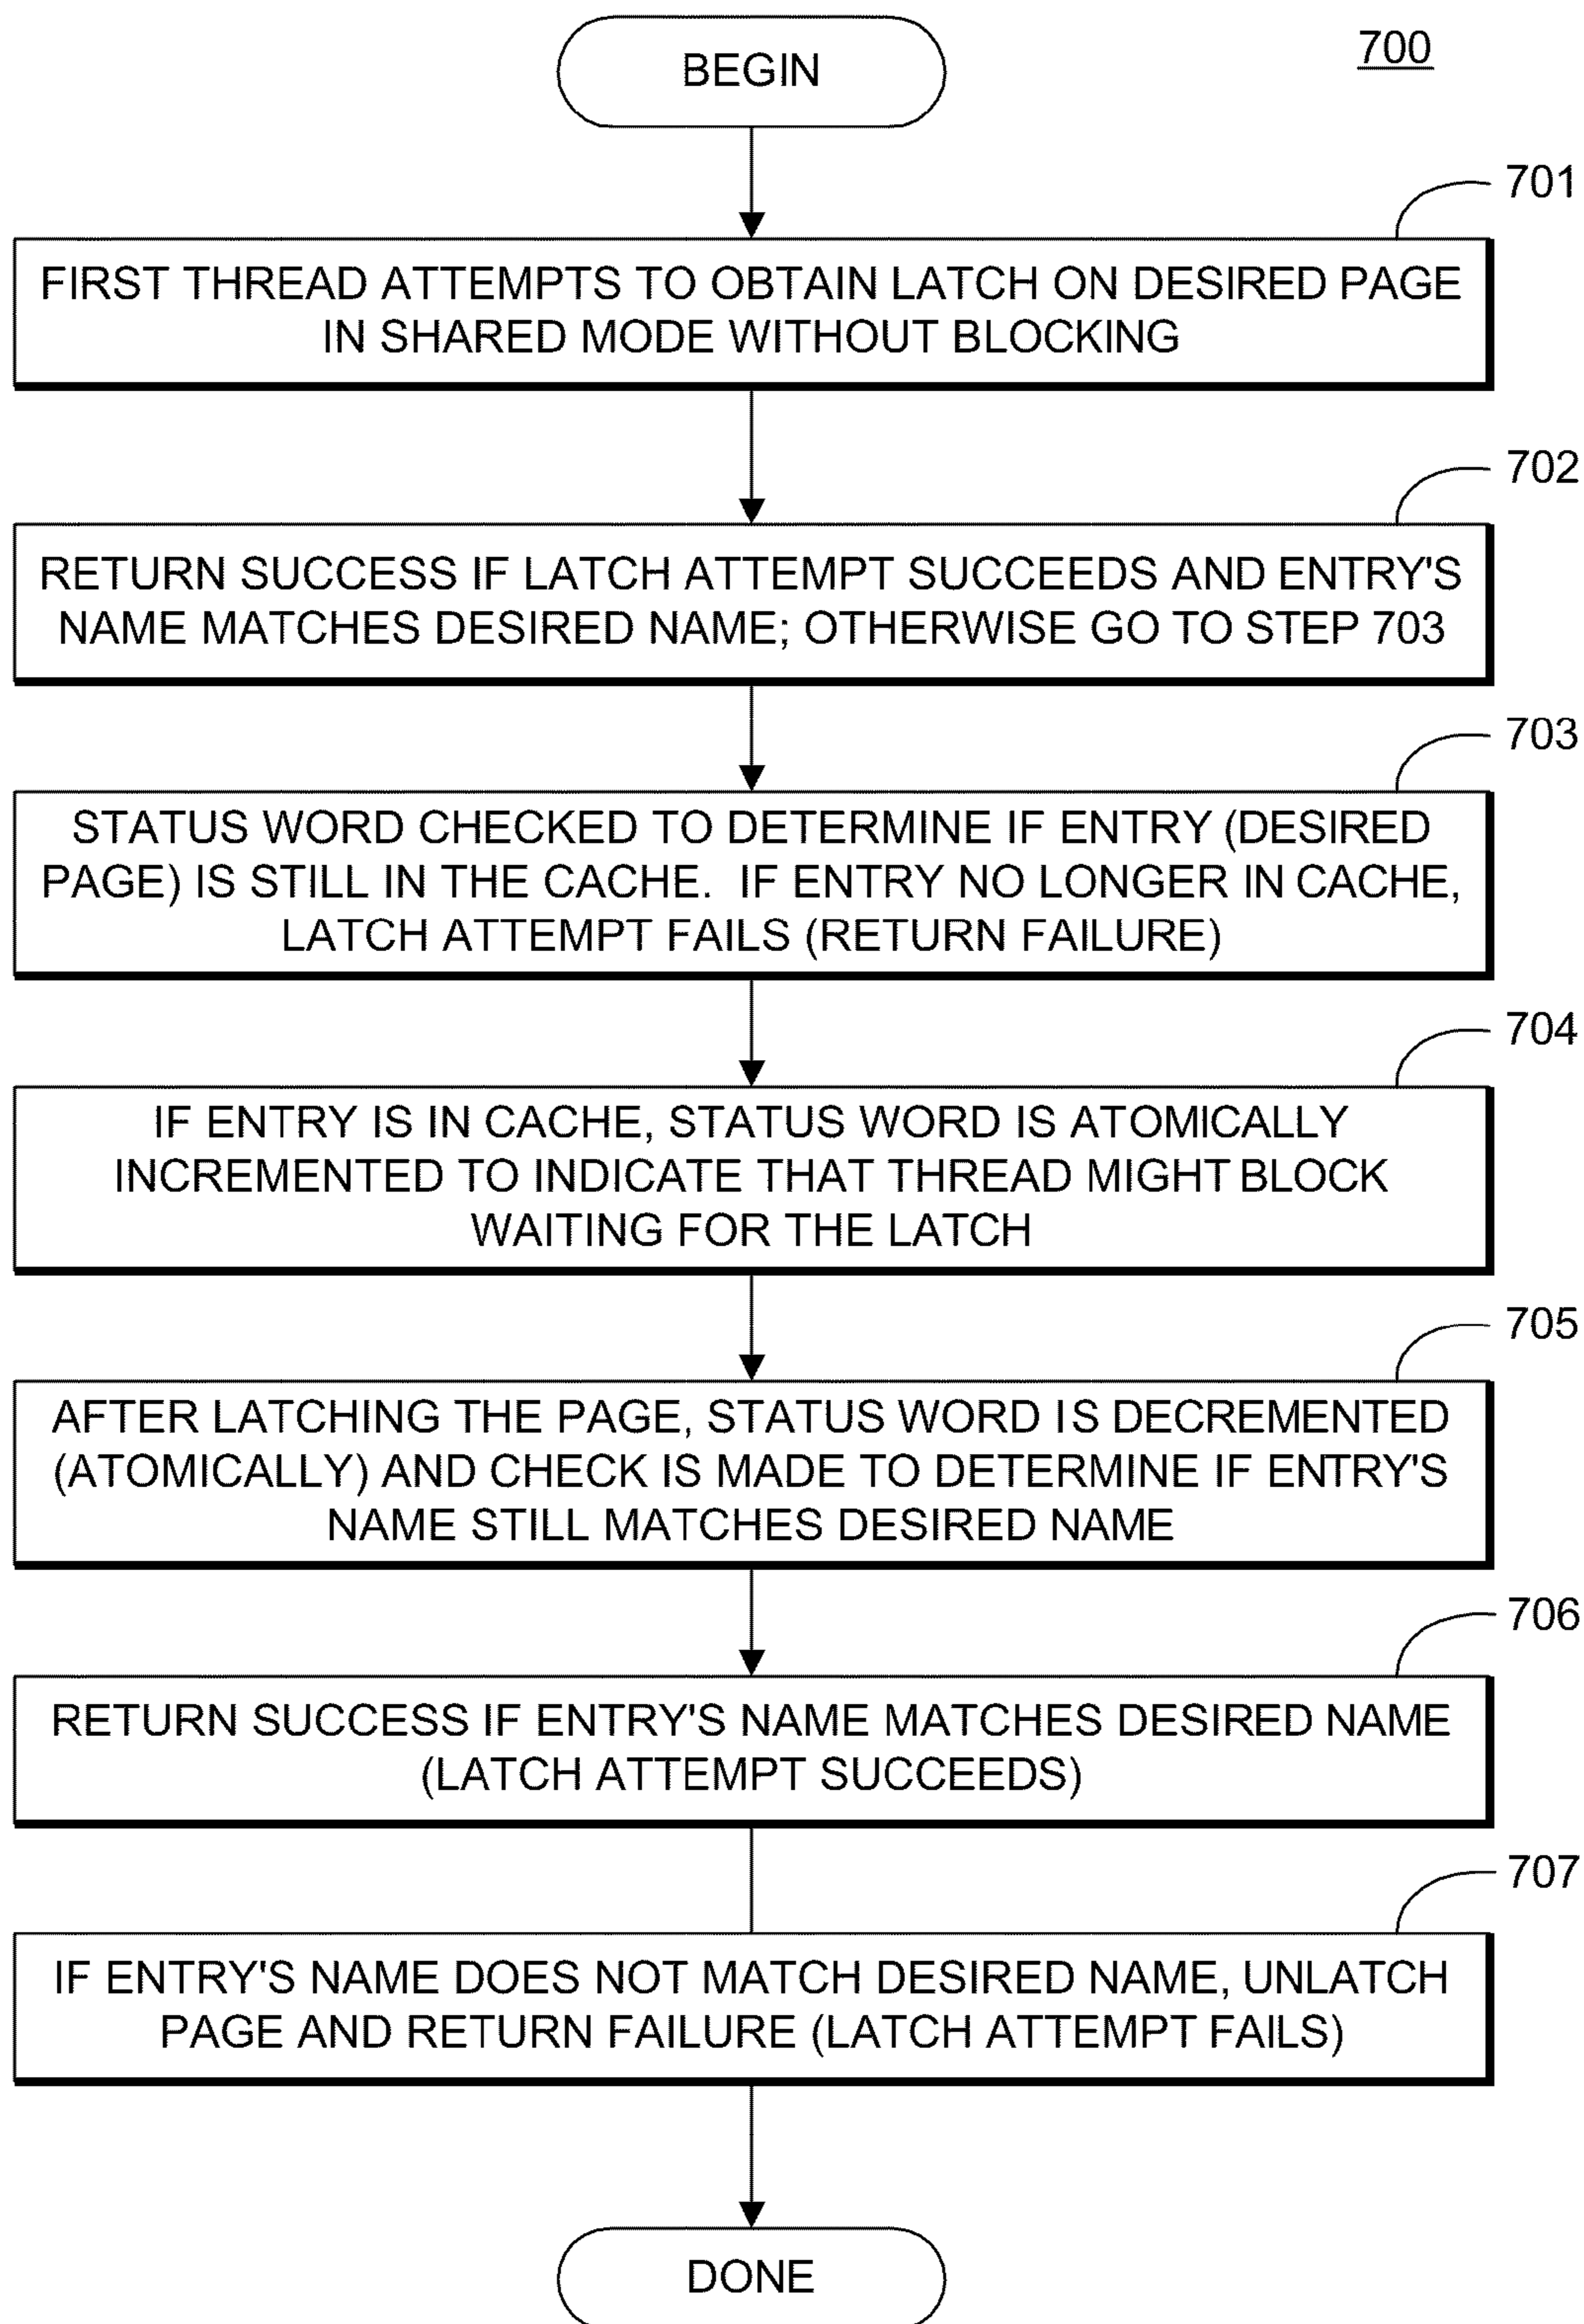 BEGIN
700
701
FIRST THREAD ATTEMPTS TO OBTAIN LATCH ON DESIRED PAGE
IN SHARED MODE WITHOUT BLOCKING
702
RETURN SUCCESS IF LATCH ATTEMPT SUCCEEDS AND ENTRY'S
NAME MATCHES DESIRED NAME; OTHERWISE GO TO STEP 703
703
STATUS WORD CHECKED TO DETERMINE IF ENTRY (DESIRED
PAGE) IS STILL IN THE CACHE. IF ENTRY NO LONGER IN CACHE,
LATCH ATTEMPT FAILS (RETURN FAILURE)
704
IF ENTRY IS IN CACHE, STATUS WORD IS ATOMICALLY
INCREMENTED TO INDICATE THAT THREAD MIGHT BLOCK
WAITING FOR THE LATCH
705
AFTER LATCHING THE PAGE, STATUS WORD IS DECREMENTED
(ATOMICALLY) AND CHECK IS MADE TO DETERMINE IF ENTRY'S
NAME STILL MATCHES DESIRED NAME
706
RETURN SUCCESS IF ENTRY'S NAME MATCHES DESIRED NAME
(LATCH ATTEMPT SUCCEEDS)
707
IF ENTRY'S NAME DOES NOT MATCH DESIRED NAME, UNLATCH
PAGE AND RETURN FAILURE (LATCH ATTEMPT FAILS)
DONE